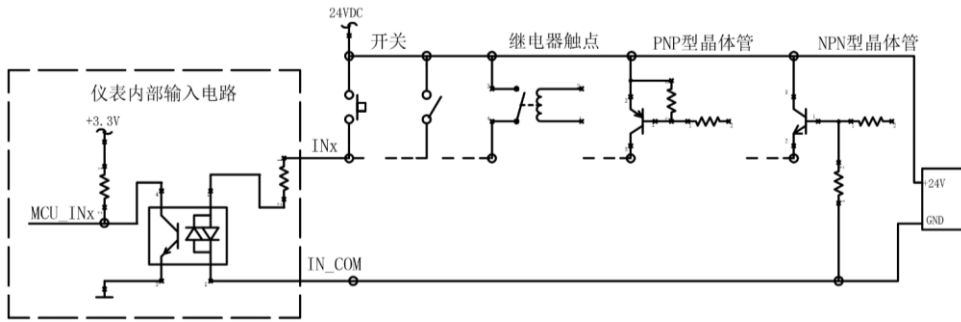 24VDC
开关
继电器触点
PNP型晶体管
NPN型晶体管
仪表内部输入电路
+3.3V
INx
+24V
MCU_INx
GND
IN_COM